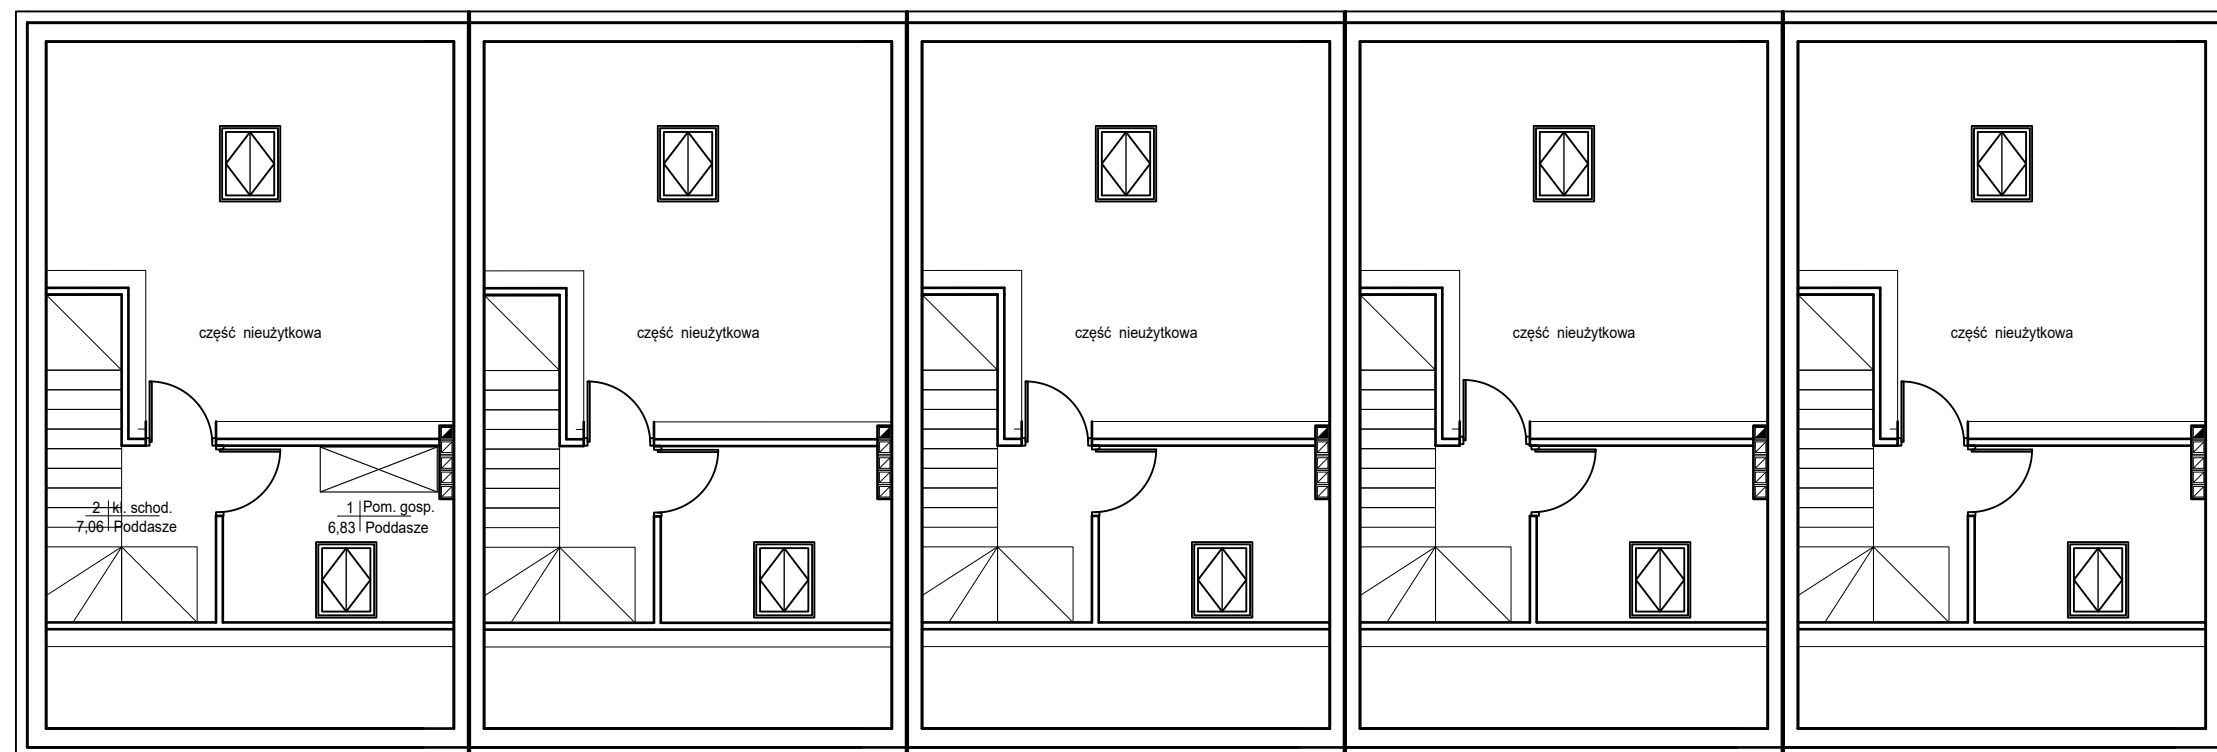 część nieużytkowa
część nieużytkowa
część nieużytkowa
część nieużytkowa
część nieużytkowa
2 kl. schod.
7,06 Poddasze
1 Pom. gosp.
6,83 Poddasze